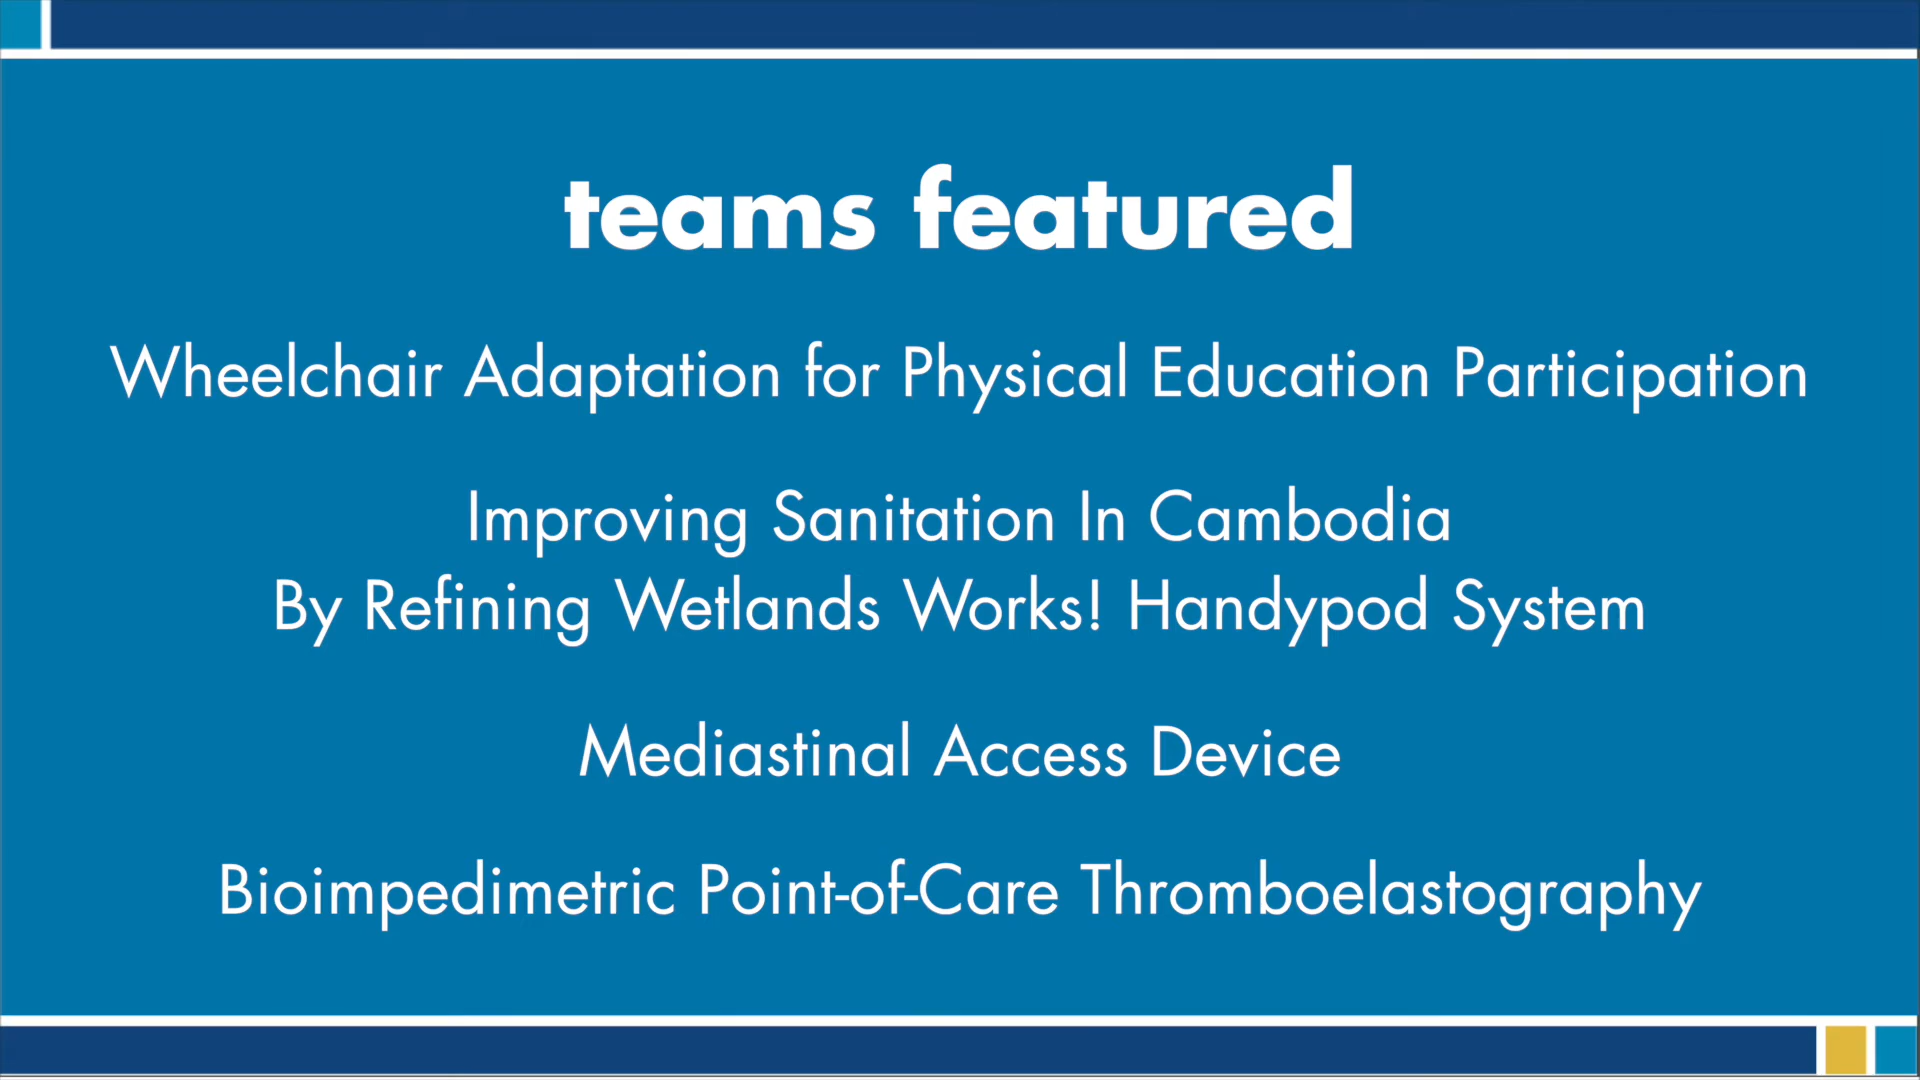 teams featured
Wheelchair Adaptation for Physical Education Participation
Improving Sanitation In Cambodia
By Refining Wetlands Works! Handypod System
Mediastinal Access Device
Bioimpedimetric Point-of-Care Thromboelastography